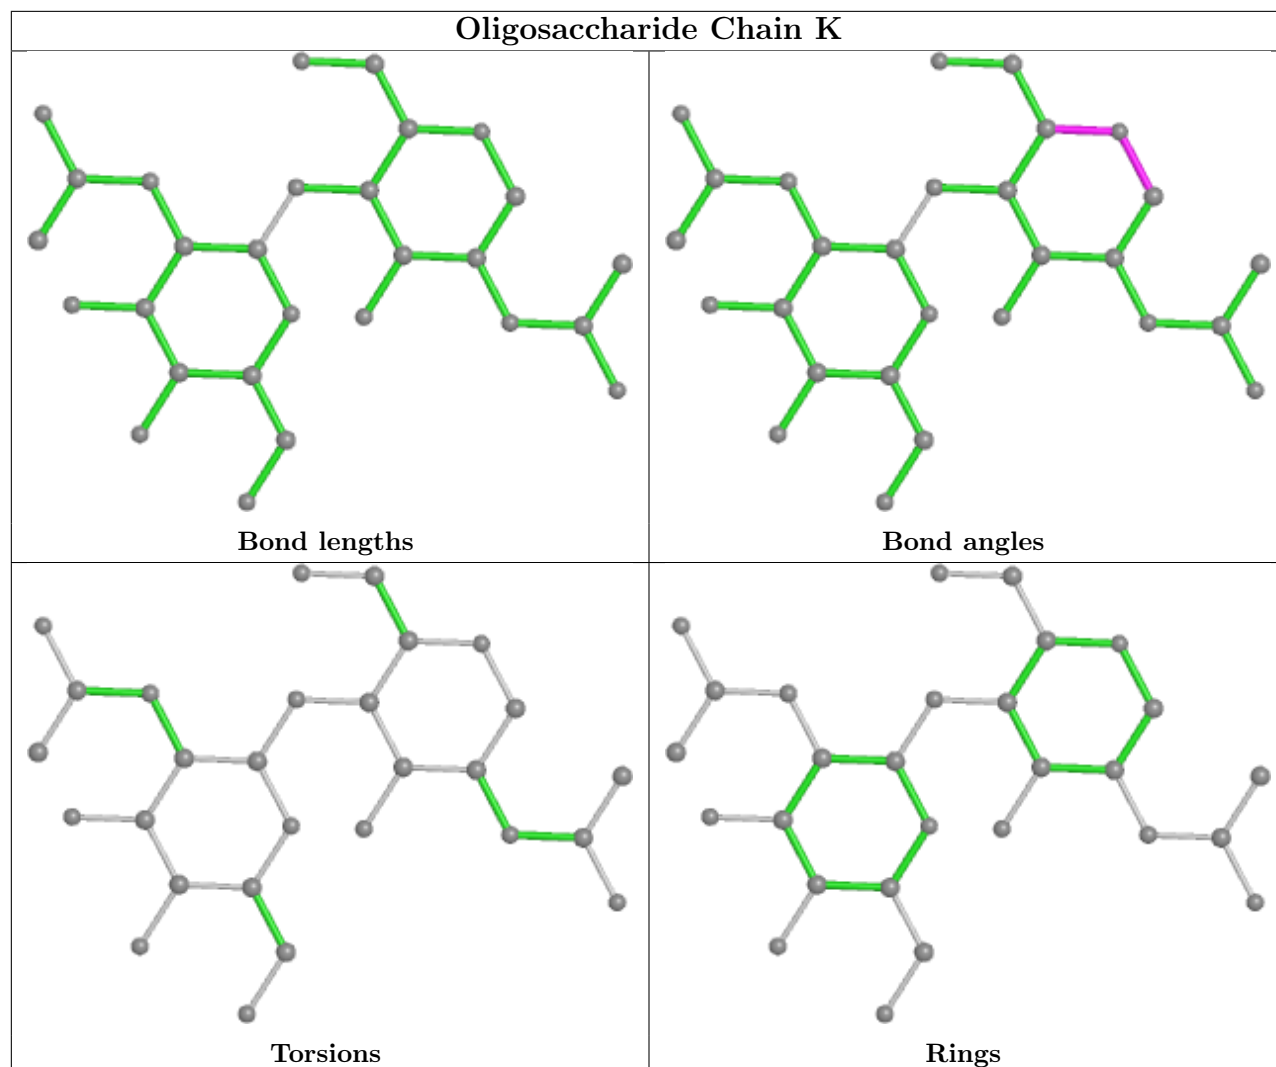 Oligosaccharide Chain K
Bond lengths
Bond angles
Torsions
Rings